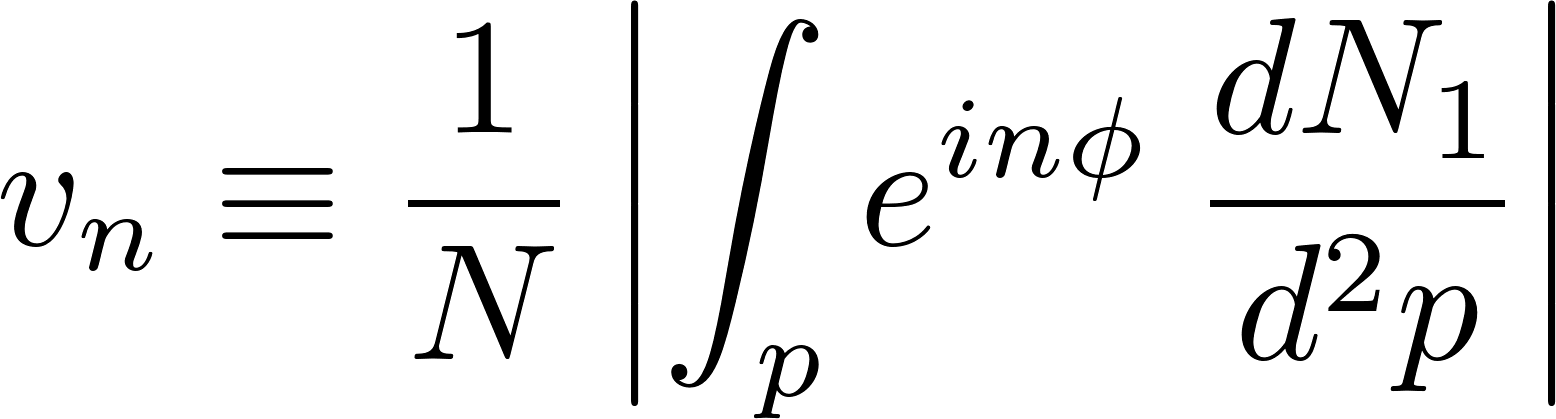 $v_n \equiv \frac{1}{N} \left| \int_p e^{in\phi} \frac{dN_1}{d^2p} \right|$